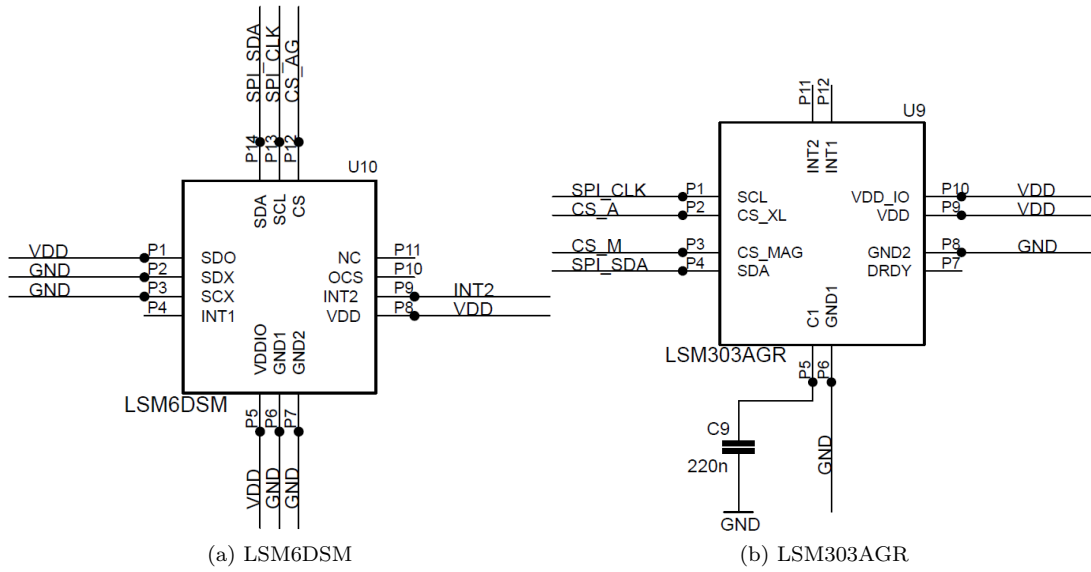 SPI_SDA
SPI_CLK
CS_AG
P14
P13
P12
U10
SDA
SCL
CS
VDD P1 SDO NC P11
GND P2 SDX OCS P10
GND P3 SCX INT2 P9 INT2
P4 INT1 VDD P8 VDD
VDDIO
GND1
GND2
LSM6DSM
P5
P6
P7
VDD
GND
GND
(a) LSM6DSM
P11
P12
U9
INT2
INT1
SPI_CLK P1 SCL VDD_IO P10 VDD
CS_A P2 CS_XL VDD P9 VDD
CS_M P3 CS_MAG GND2 P8 GND
SPI_SDA P4 SDA DRDY P7
C1
GND1
LSM303AGR
P5
P6
C9
220n
GND
GND
(b) LSM303AGR